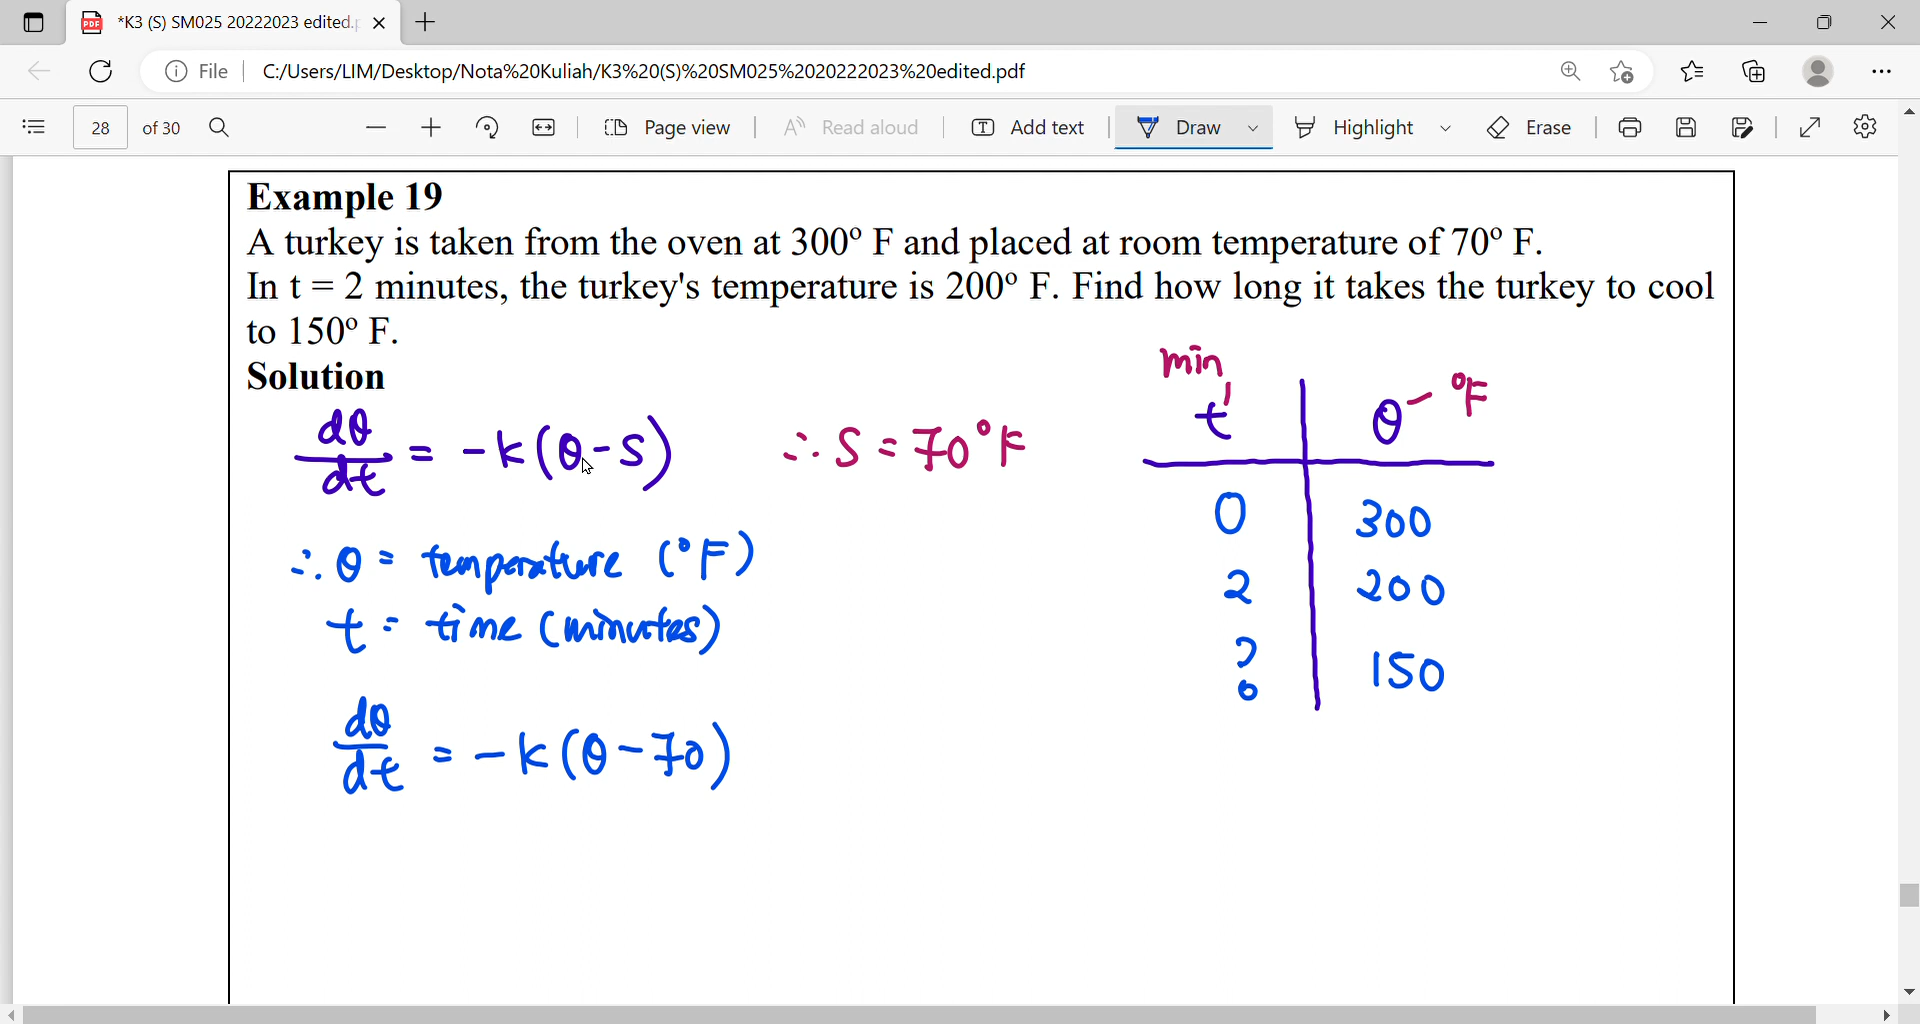 *K3 (S) SM025 20222023 edited.p
File C:/Users/LIM/Desktop/Nota%20Kuliah/K3%20(S)%20SM025%2020222023%20edited.pdf
28 of 30 Page view Read aloud Add text Draw Highlight Erase
Example 19
A turkey is taken from the oven at 300º F and placed at room temperature of 70º F.
In t = 2 minutes, the turkey's temperature is 200º F. Find how long it takes the turkey to cool
to 150º F.
Solution
dθ/dt = -k(θ-S) ∴ S = 70°F
∴ θ = temperature (°F)
t = time (minutes)
dθ/dt = -k(θ-70)
min
t θ - °F
0 300
2 200
? 150